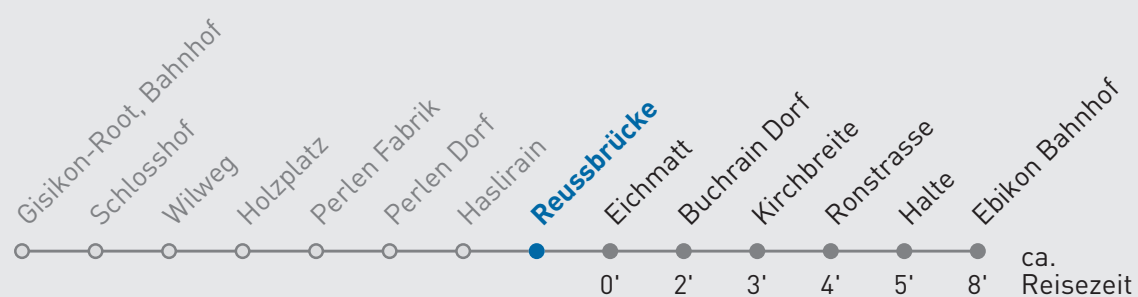 Gisikon-Root, Bahnhof
Schlosshof
Wilweg
Holzplatz
Perlen Fabrik
Perlen Dorf
Haslirain
Reussbrücke
Eichmatt
Buchrain Dorf
Kirchbreite
Ronstrasse
Halte
Ebikon Bahnhof
ca.
0' 2' 3' 4' 5' 8' Reisezeit